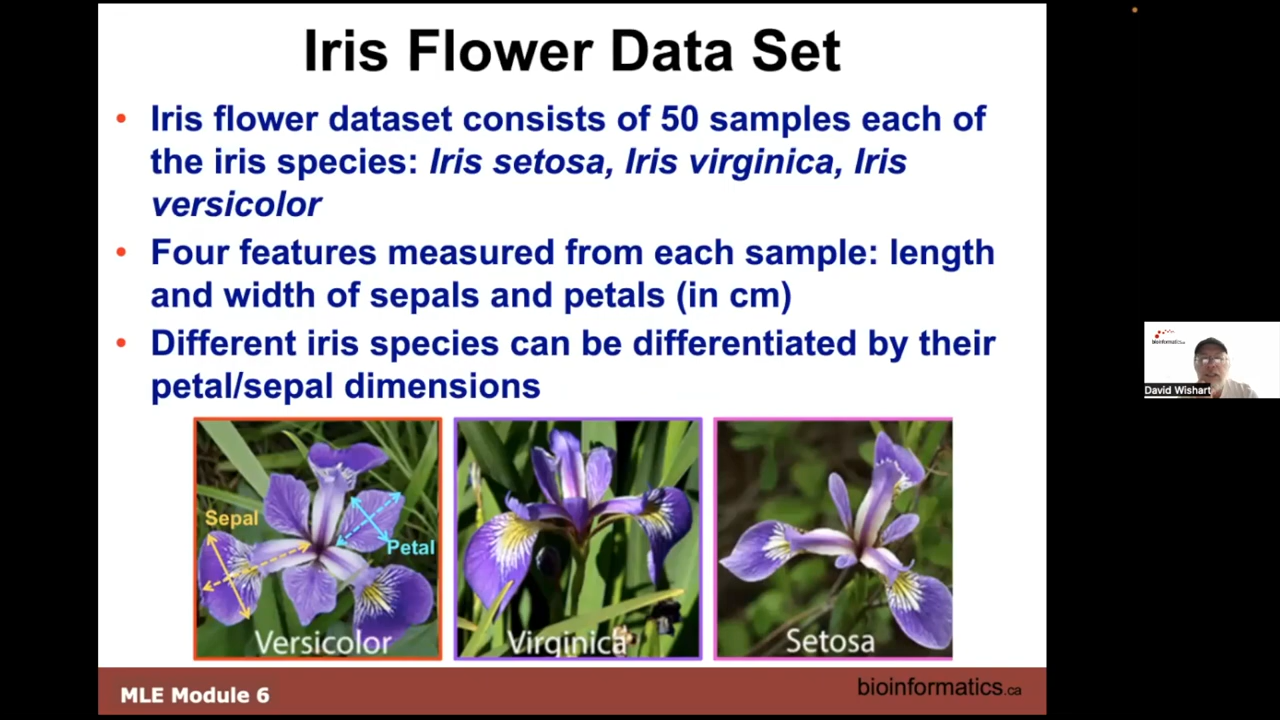 Iris Flower Data Set
• Iris flower dataset consists of 50 samples each of
the iris species: Iris setosa, Iris virginica, Iris
versicolor
• Four features measured from each sample: length
and width of sepals and petals (in cm)
• Different iris species can be differentiated by their
petal/sepal dimensions
Sepal
Petal
Versicolor
Virginica
Setosa
MLE Module 6
bioinformatics.ca
bioinformatics.ca
David Wishart